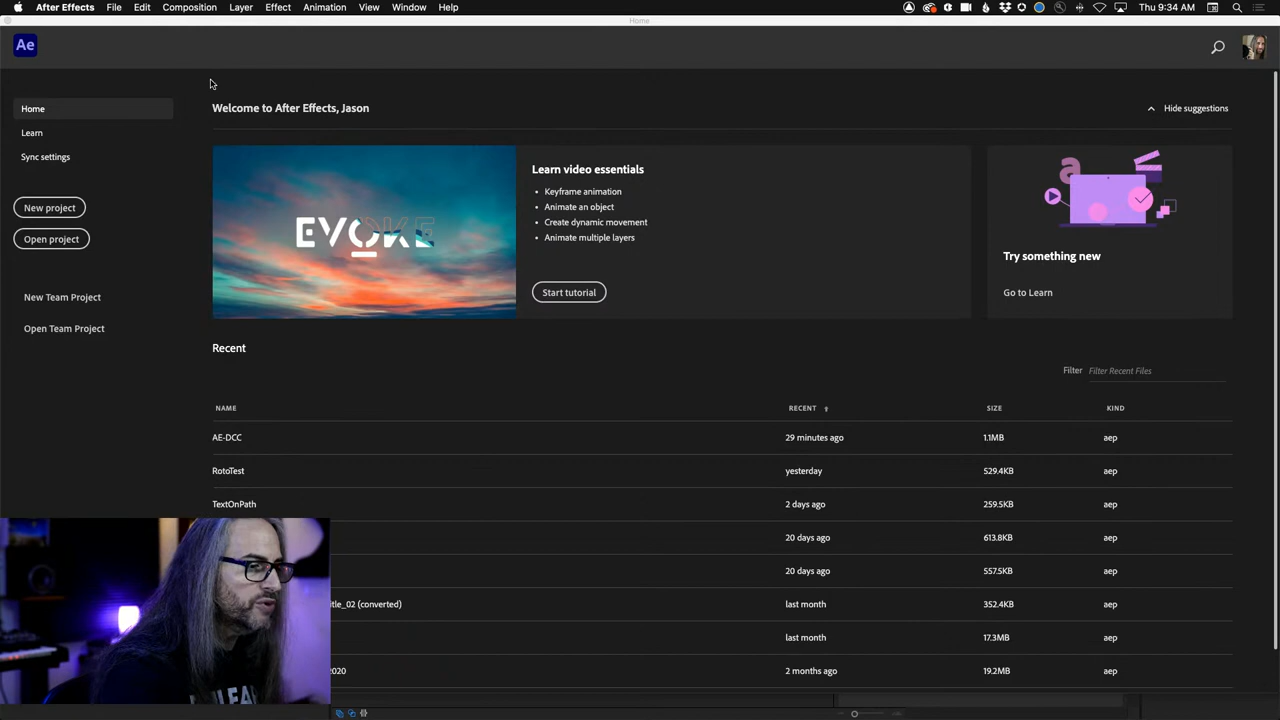 After Effects File Edit Composition Layer Effect Animation View Window Help Thu 9:34 AM
Home
Ae
Home
Learn
Sync settings
New project
Open project
New Team Project
Open Team Project
Welcome to After Effects, Jason
Hide suggestions
EVOKE
Learn video essentials
• Keyframe animation
• Animate an object
• Create dynamic movement
• Animate multiple layers
Start tutorial
a
Try something new
Go to Learn
Recent
Filter Filter Recent Files
NAME RECENT SIZE KIND
AE-DCC 29 minutes ago 1.1MB aep
RotoTest yesterday 529.4KB aep
TextOnPath 2 days ago 259.5KB aep
20 days ago 613.8KB aep
20 days ago 557.5KB aep
itle_02 (converted) last month 352.4KB aep
last month 17.3MB aep
2020 2 months ago 19.2MB aep